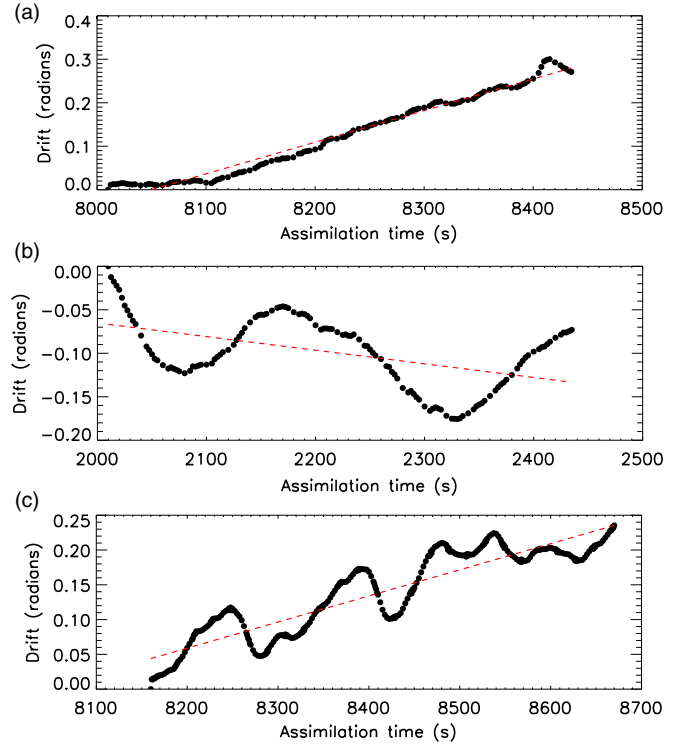 (a)
0.4
0.3
0.2
0.1
0.0
Drift (radians)
8000 8100 8200 8300 8400 8500
Assimilation time (s)
(b)
0.00
−0.05
−0.10
−0.15
−0.20
Drift (radians)
2000 2100 2200 2300 2400 2500
Assimilation time (s)
(c)
0.25
0.20
0.15
0.10
0.05
0.00
Drift (radians)
8100 8200 8300 8400 8500 8600 8700
Assimilation time (s)